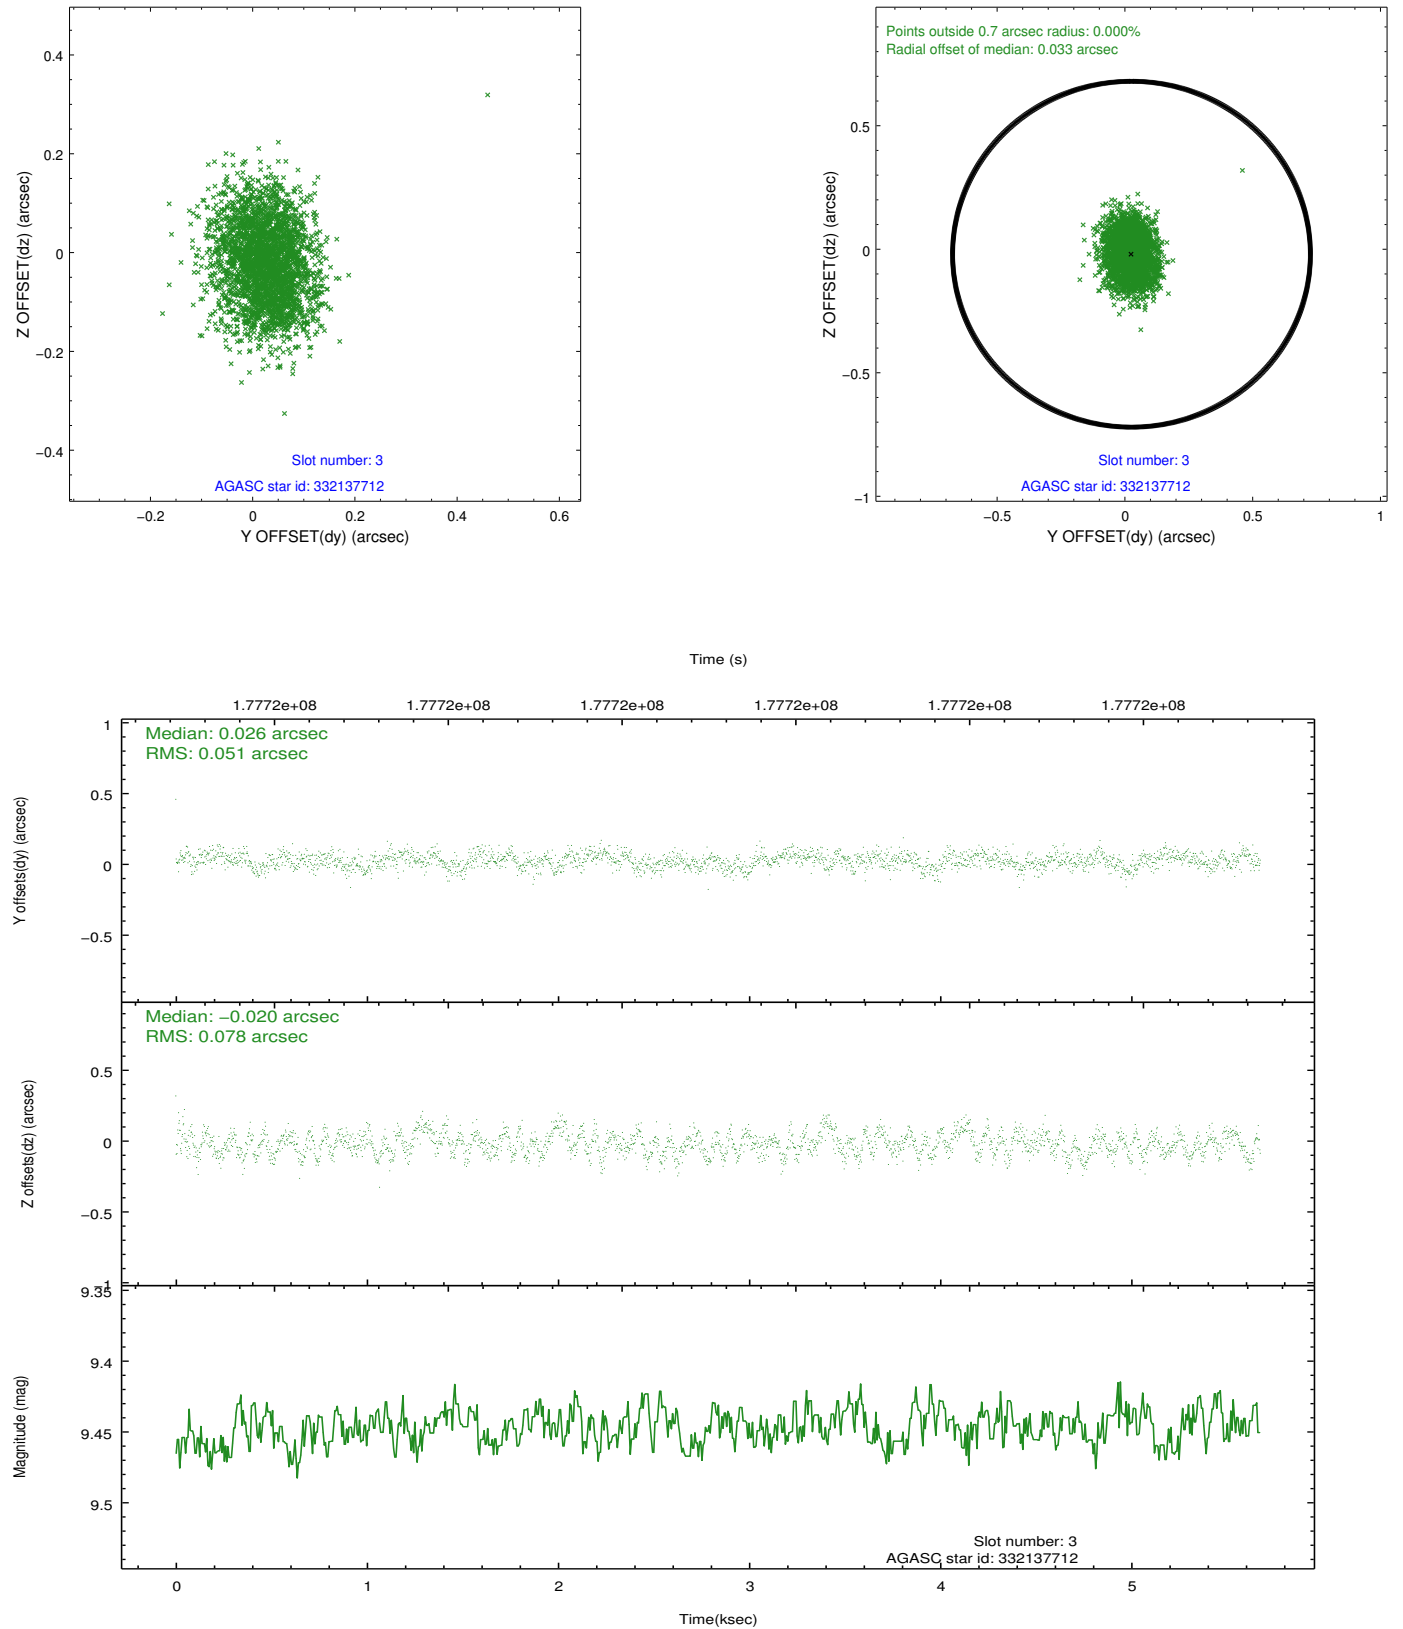 0.4
0.2
0
−0.2
−0.4
Z OFFSET(dz) (arcsec)
Slot number: 3
AGASC star id: 332137712
−0.2 0 0.2 0.4 0.6
Y OFFSET(dy) (arcsec)
Points outside 0.7 arcsec radius: 0.000%
Radial offset of median: 0.033 arcsec
0.5
0
−0.5
−1
Z OFFSET(dz) (arcsec)
Slot number: 3
AGASC star id: 332137712
−0.5 0 0.5 1
Y OFFSET(dy) (arcsec)
Time (s)
1.7772e+08 1.7772e+08 1.7772e+08 1.7772e+08 1.7772e+08 1.7772e+08
Median: 0.026 arcsec
RMS: 0.051 arcsec
1
0.5
0
−0.5
Y offsets(dy) (arcsec)
Median: −0.020 arcsec
RMS: 0.078 arcsec
0.5
0
−0.5
−1
Z offsets(dz) (arcsec)
9.35
9.4
9.45
9.5
Magnitude (mag)
Slot number: 3
AGASC star id: 332137712
0 1 2 3 4 5
Time(ksec)